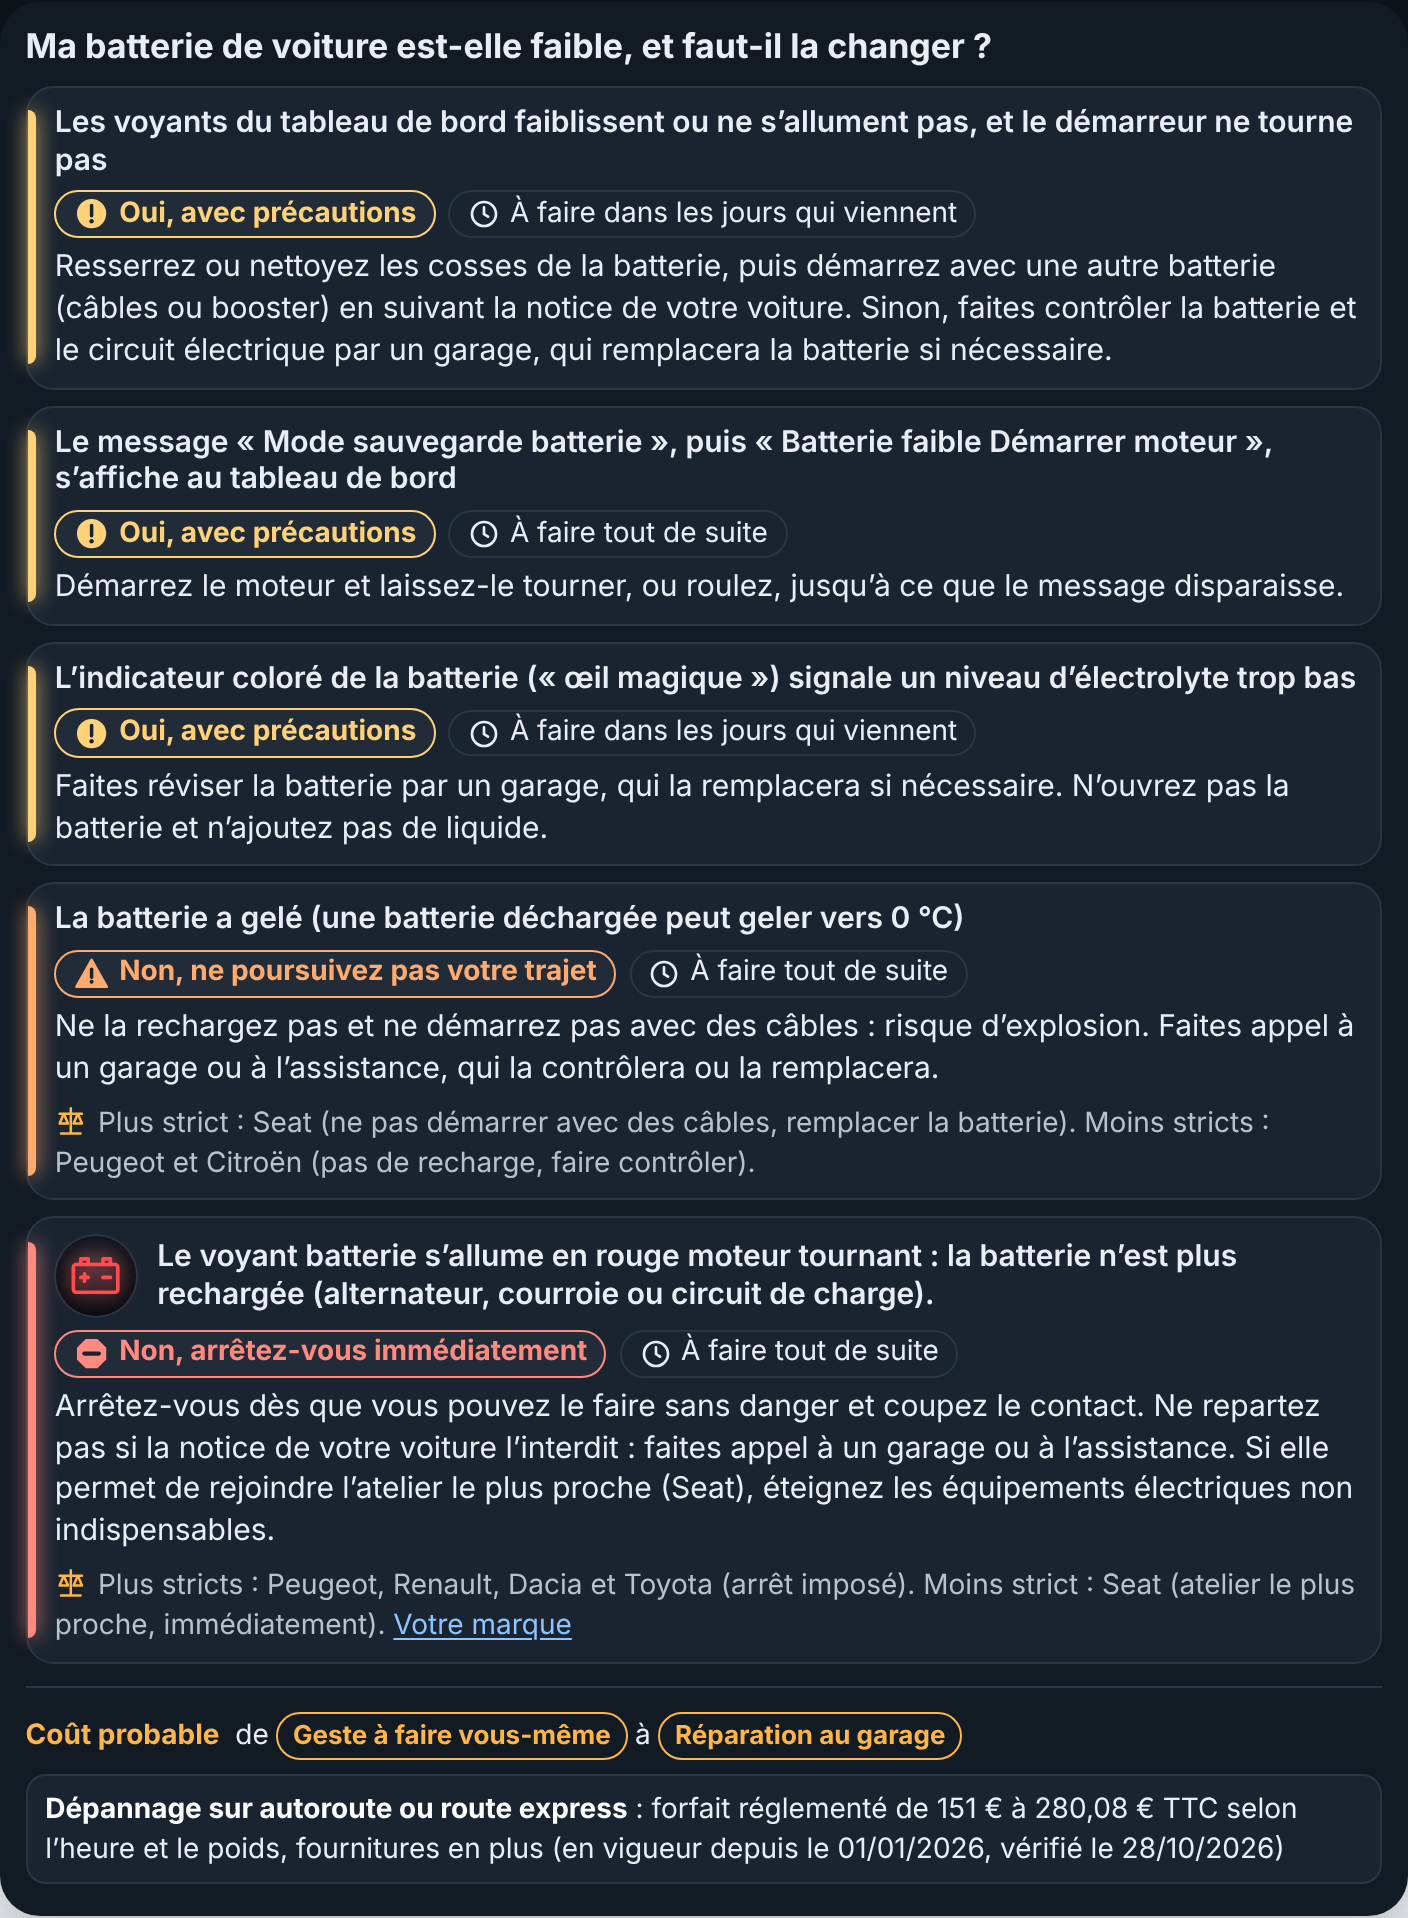 Ma batterie de voiture est-elle faible, et faut-il la changer ?
Les voyants du tableau de bord faiblissent ou ne s’allument pas, et le démarreur ne tourne
pas
Oui, avec précautions
À faire dans les jours qui viennent
Resserrez ou nettoyez les cosses de la batterie, puis démarrez avec une autre batterie
(câbles ou booster) en suivant la notice de votre voiture. Sinon, faites contrôler la batterie et
le circuit électrique par un garage, qui remplacera la batterie si nécessaire.
Le message « Mode sauvegarde batterie », puis « Batterie faible Démarrer moteur »,
s’affiche au tableau de bord
Oui, avec précautions
À faire tout de suite
Démarrez le moteur et laissez-le tourner, ou roulez, jusqu’à ce que le message disparaisse.
L’indicateur coloré de la batterie (« œil magique ») signale un niveau d’électrolyte trop bas
Oui, avec précautions
À faire dans les jours qui viennent
Faites réviser la batterie par un garage, qui la remplacera si nécessaire. N’ouvrez pas la
batterie et n’ajoutez pas de liquide.
La batterie a gelé (une batterie déchargée peut geler vers 0 °C)
Non, ne poursuivez pas votre trajet
À faire tout de suite
Ne la rechargez pas et ne démarrez pas avec des câbles : risque d’explosion. Faites appel à
un garage ou à l’assistance, qui la contrôlera ou la remplacera.
Plus strict : Seat (ne pas démarrer avec des câbles, remplacer la batterie). Moins stricts :
Peugeot et Citroën (pas de recharge, faire contrôler).
Le voyant batterie s’allume en rouge moteur tournant : la batterie n’est plus
rechargée (alternateur, courroie ou circuit de charge).
Non, arrêtez-vous immédiatement
À faire tout de suite
Arrêtez-vous dès que vous pouvez le faire sans danger et coupez le contact. Ne repartez
pas si la notice de votre voiture l’interdit : faites appel à un garage ou à l’assistance. Si elle
permet de rejoindre l’atelier le plus proche (Seat), éteignez les équipements électriques non
indispensables.
Plus stricts : Peugeot, Renault, Dacia et Toyota (arrêt imposé). Moins strict : Seat (atelier le plus
proche, immédiatement). Votre marque
Coût probable de Geste à faire vous-même à Réparation au garage
Dépannage sur autoroute ou route express : forfait réglementé de 151 € à 280,08 € TTC selon
l’heure et le poids, fournitures en plus (en vigueur depuis le 01/01/2026, vérifié le 28/10/2026)